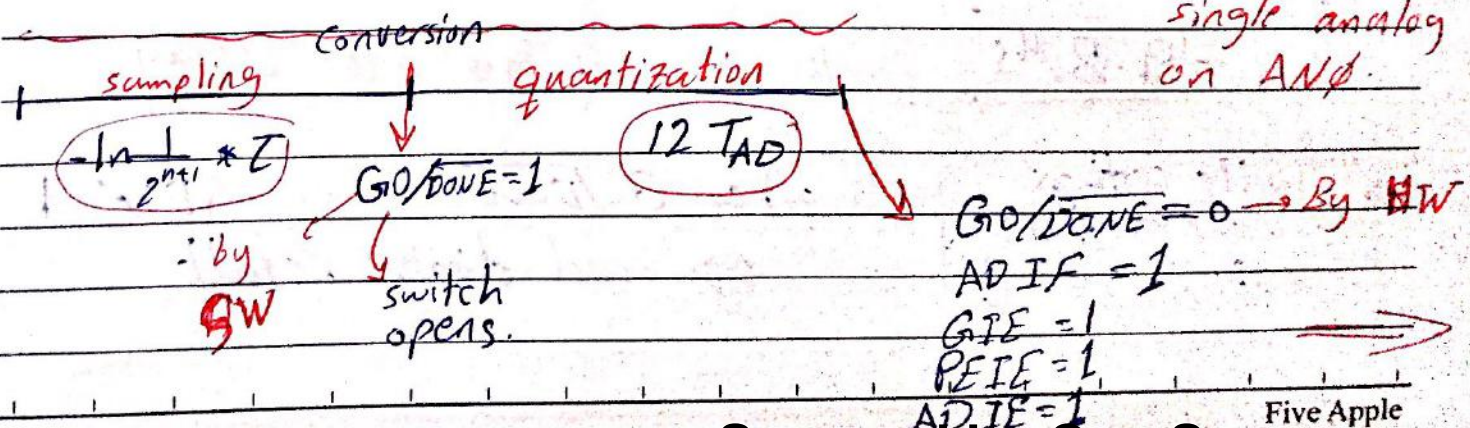 single analog
conversion
sampling
quantization
on ANØ.
-ln 1/2^(n+1) * τ
GO/DONE=1
12 TAD
by
SW
switch
opens.
GO/DONE = 0 → By HW
ADIF = 1
GIE = 1
PEIE = 1
ADIE = 1
Five Apple